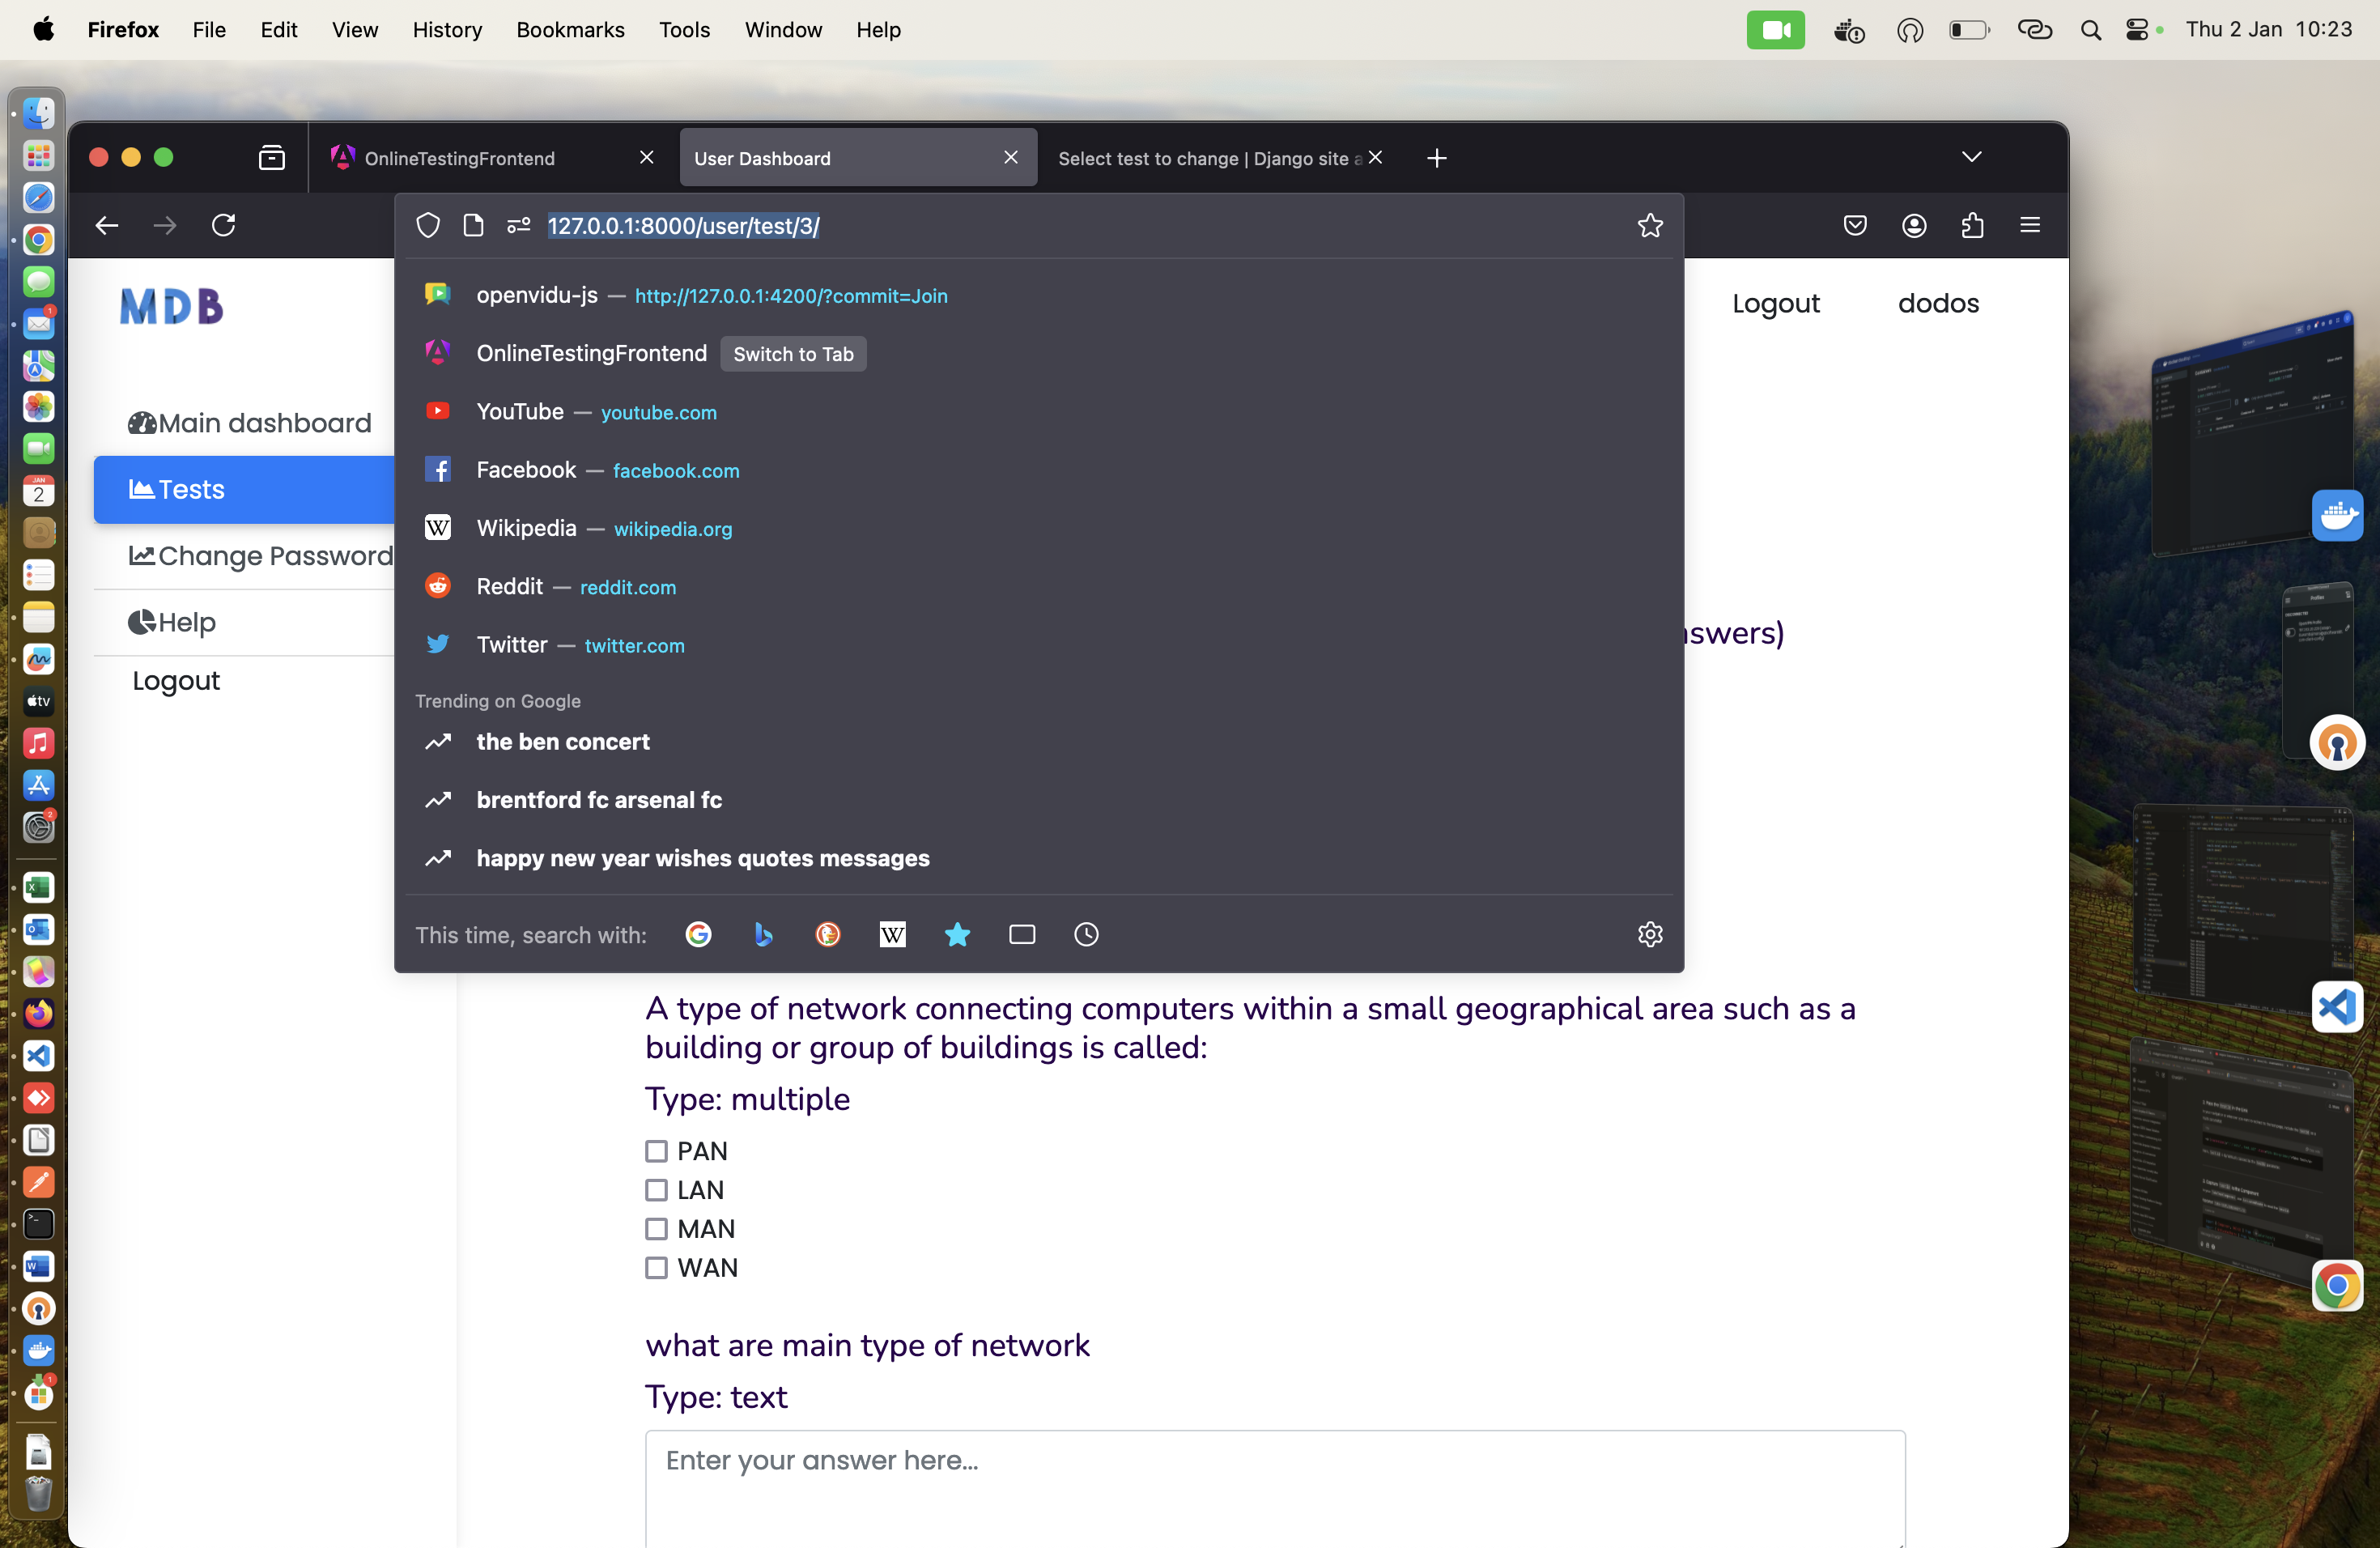 Firefox File Edit View History Bookmarks Tools Window Help Thu 2 Jan 10:23
OnlineTestingFrontend User Dashboard Select test to change | Django site a
127.0.0.1:8000/user/test/3/
MDB
Logout dodos
openvidu-js — http://127.0.0.1:4200/?commit=Join
OnlineTestingFrontend Switch to Tab
YouTube — youtube.com
Main dashboard
Facebook — facebook.com
Tests
Wikipedia — wikipedia.org
Change Password
Reddit — reddit.com
Help
Twitter — twitter.com
Logout
swers)
Trending on Google
the ben concert
brentford fc arsenal fc
happy new year wishes quotes messages
This time, search with:
A type of network connecting computers within a small geographical area such as a
building or group of buildings is called:
Type: multiple
PAN
LAN
MAN
WAN
what are main type of network
Type: text
Enter your answer here...
JAN
2
tv